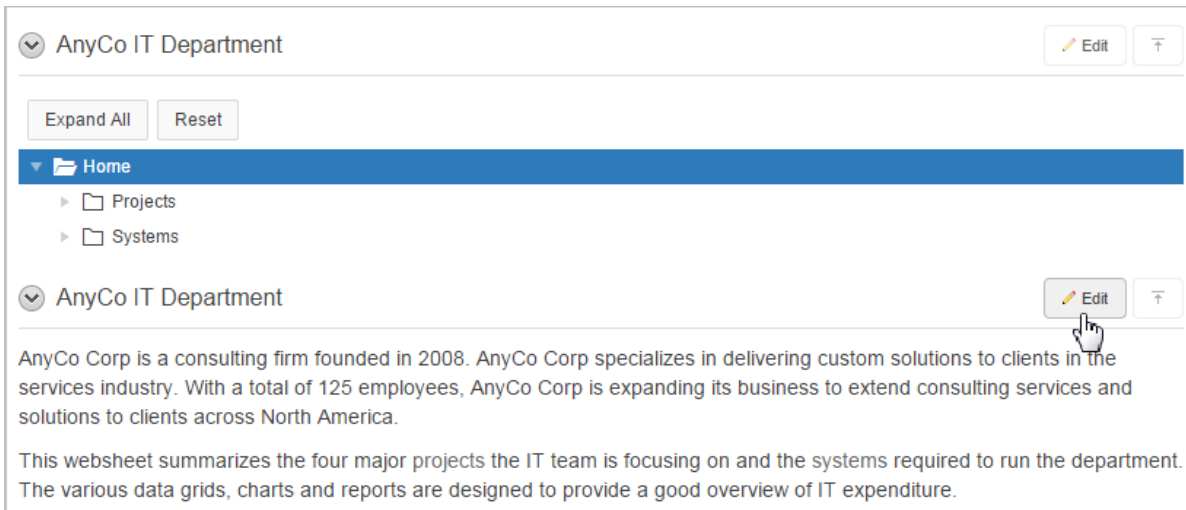 AnyCo IT Department
Edit
Expand All
Reset
Home
Projects
Systems
AnyCo IT Department
Edit
AnyCo Corp is a consulting firm founded in 2008. AnyCo Corp specializes in delivering custom solutions to clients in the
services industry. With a total of 125 employees, AnyCo Corp is expanding its business to extend consulting services and
solutions to clients across North America.
This websheet summarizes the four major projects the IT team is focusing on and the systems required to run the department.
The various data grids, charts and reports are designed to provide a good overview of IT expenditure.